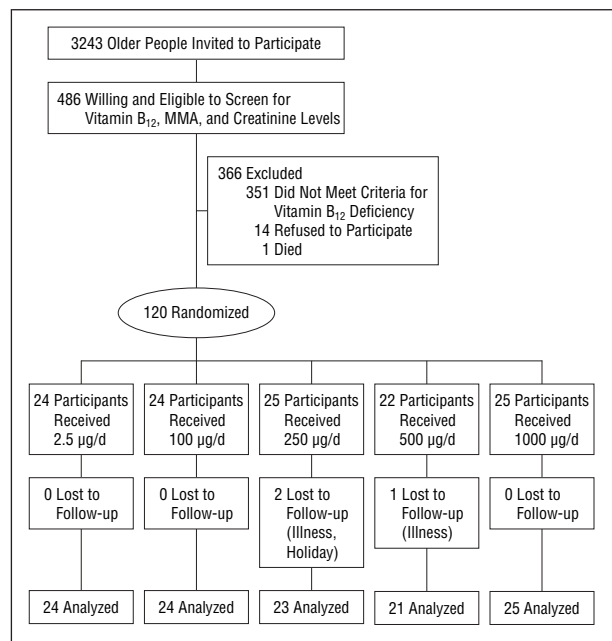 3243 Older People Invited to Participate
486 Willing and Eligible to Screen for
Vitamin B₁₂, MMA, and Creatinine Levels
366 Excluded
351 Did Not Meet Criteria for
Vitamin B₁₂ Deficiency
14 Refused to Participate
1 Died
120 Randomized
24 Participants
Received
2.5 µg/d
24 Participants
Received
100 µg/d
25 Participants
Received
250 µg/d
22 Participants
Received
500 µg/d
25 Participants
Received
1000 µg/d
0 Lost to
Follow-up
0 Lost to
Follow-up
2 Lost to
Follow-up
(Illness,
Holiday)
1 Lost to
Follow-up
(Illness)
0 Lost to
Follow-up
24 Analyzed
24 Analyzed
23 Analyzed
21 Analyzed
25 Analyzed